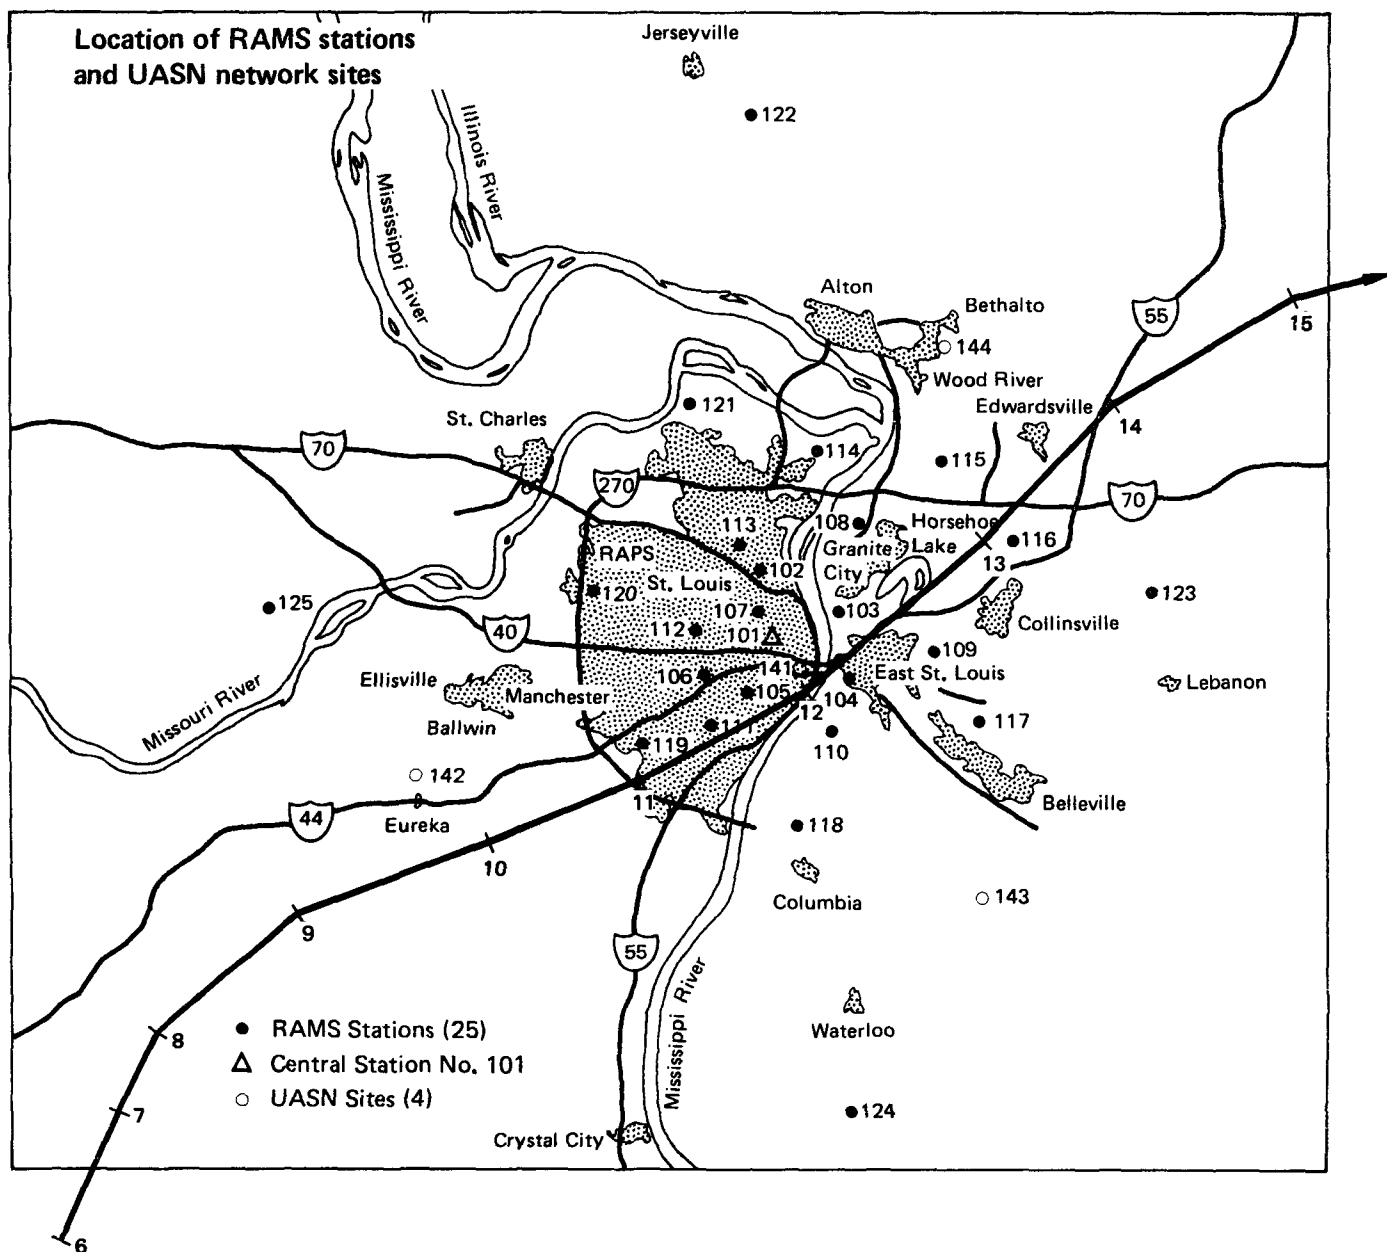 Location of RAMS stations
and UASN network sites
Jerseyville
122
Illinois River
Mississippi River
Alton
Bethalto
144
Wood River
Edwardsville
55
15
14
121
St. Charles
70
114
115
270
70
113
108
Horsehoe
Lake
Granite
City
116
13
RAPS
102
St. Louis
120
125
107
103
123
Collinsville
112
101
40
109
Ellisville
Manchester
106
141
East St. Louis
Lebanon
105
104
12
Missouri River
Ballwin
111
117
119
110
142
11
Belleville
44
Eureka
118
10
Columbia
143
9
55
Mississippi River
8
RAMS Stations (25)
Waterloo
Central Station No. 101
UASN Sites (4)
7
124
Crystal City
6